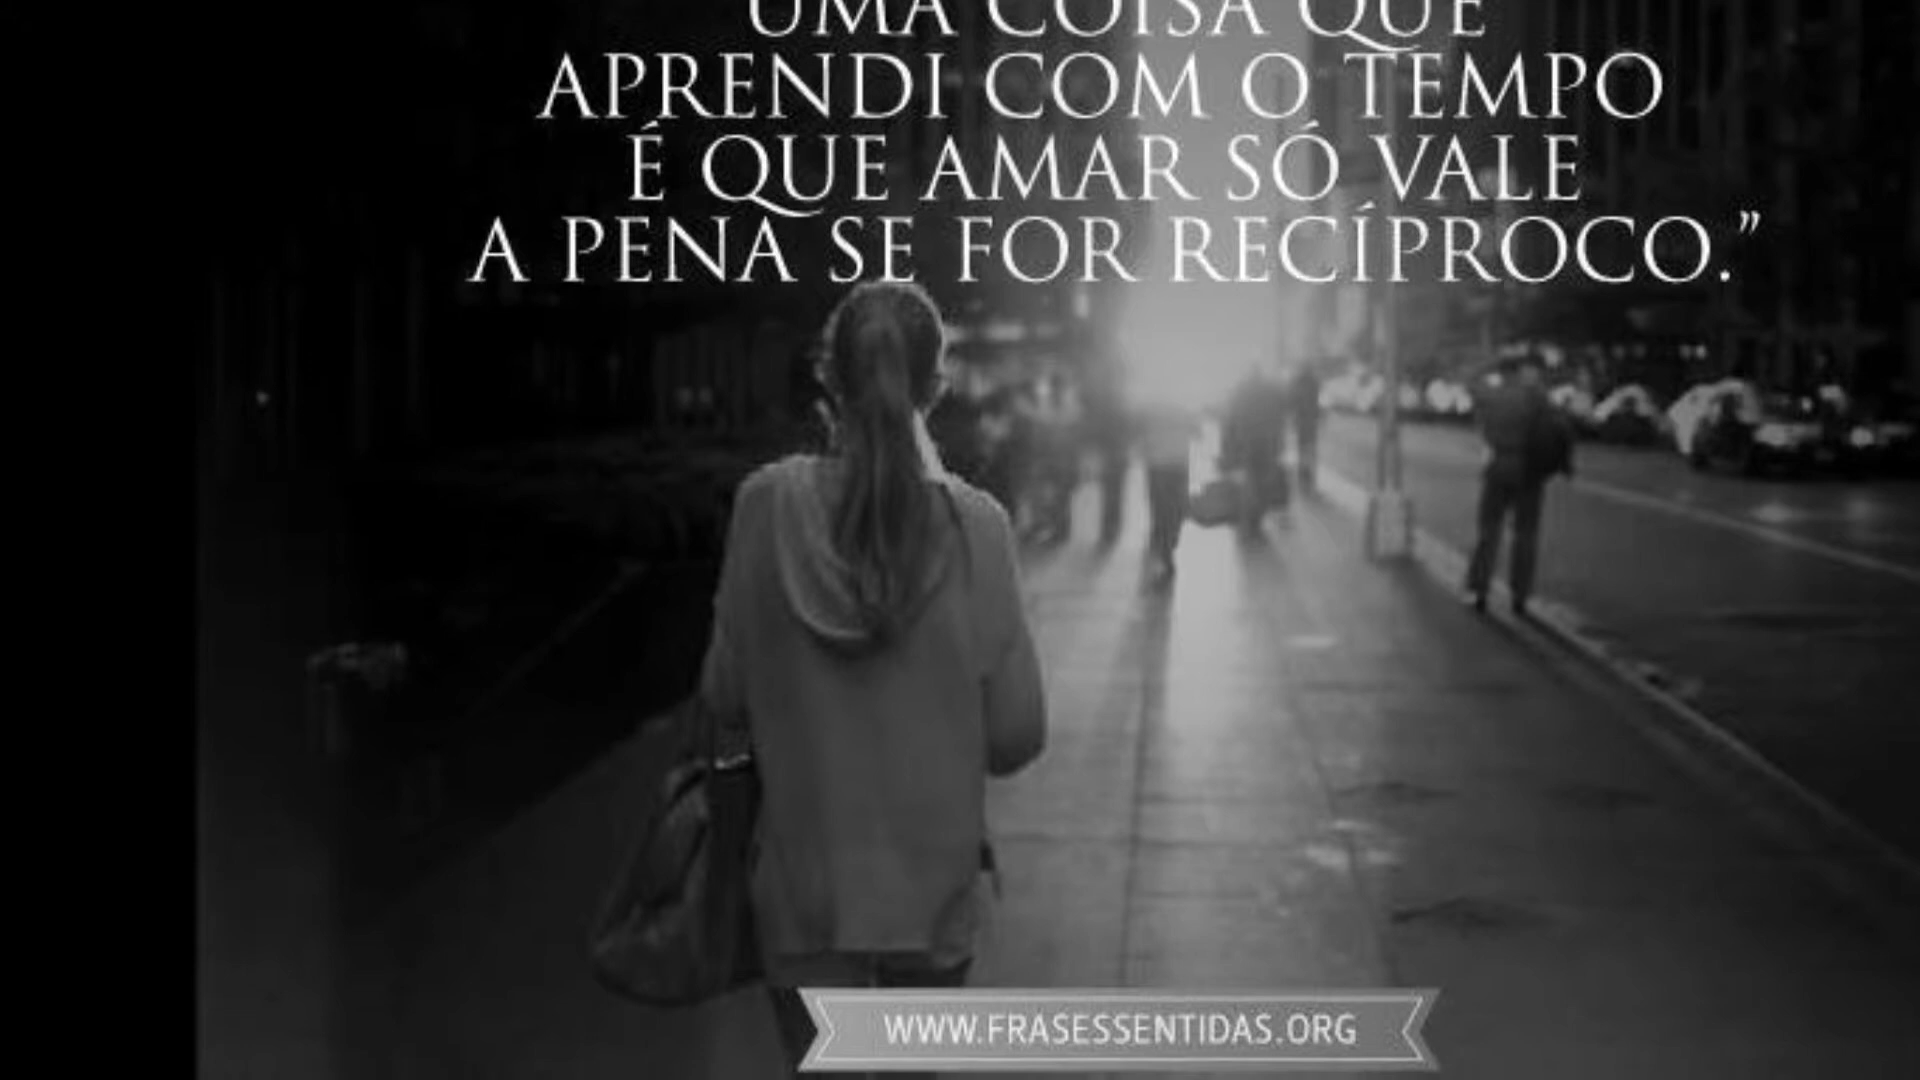 UMA COISA QUE
APRENDI COM O TEMPO
É QUE AMAR SÓ VALE
A PENA SE FOR RECÍPROCO.”
WWW.FRASESSENTIDAS.ORG